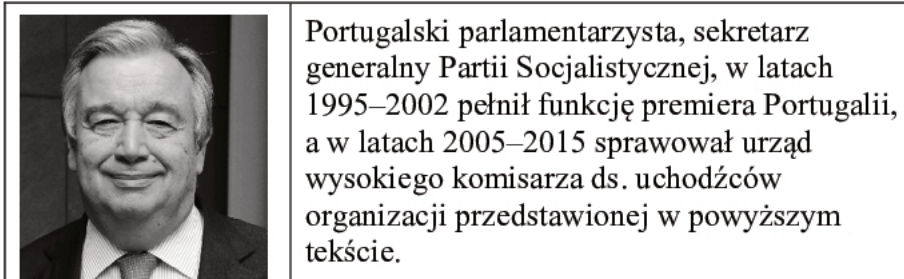 Portugalski parlamentarzysta, sekretarz
generalny Partii Socjalistycznej, w latach
1995–2002 pełnił funkcję premiera Portugalii,
a w latach 2005–2015 sprawował urząd
wysokiego komisarza ds. uchodźców
organizacji przedstawionej w powyższym
tekście.